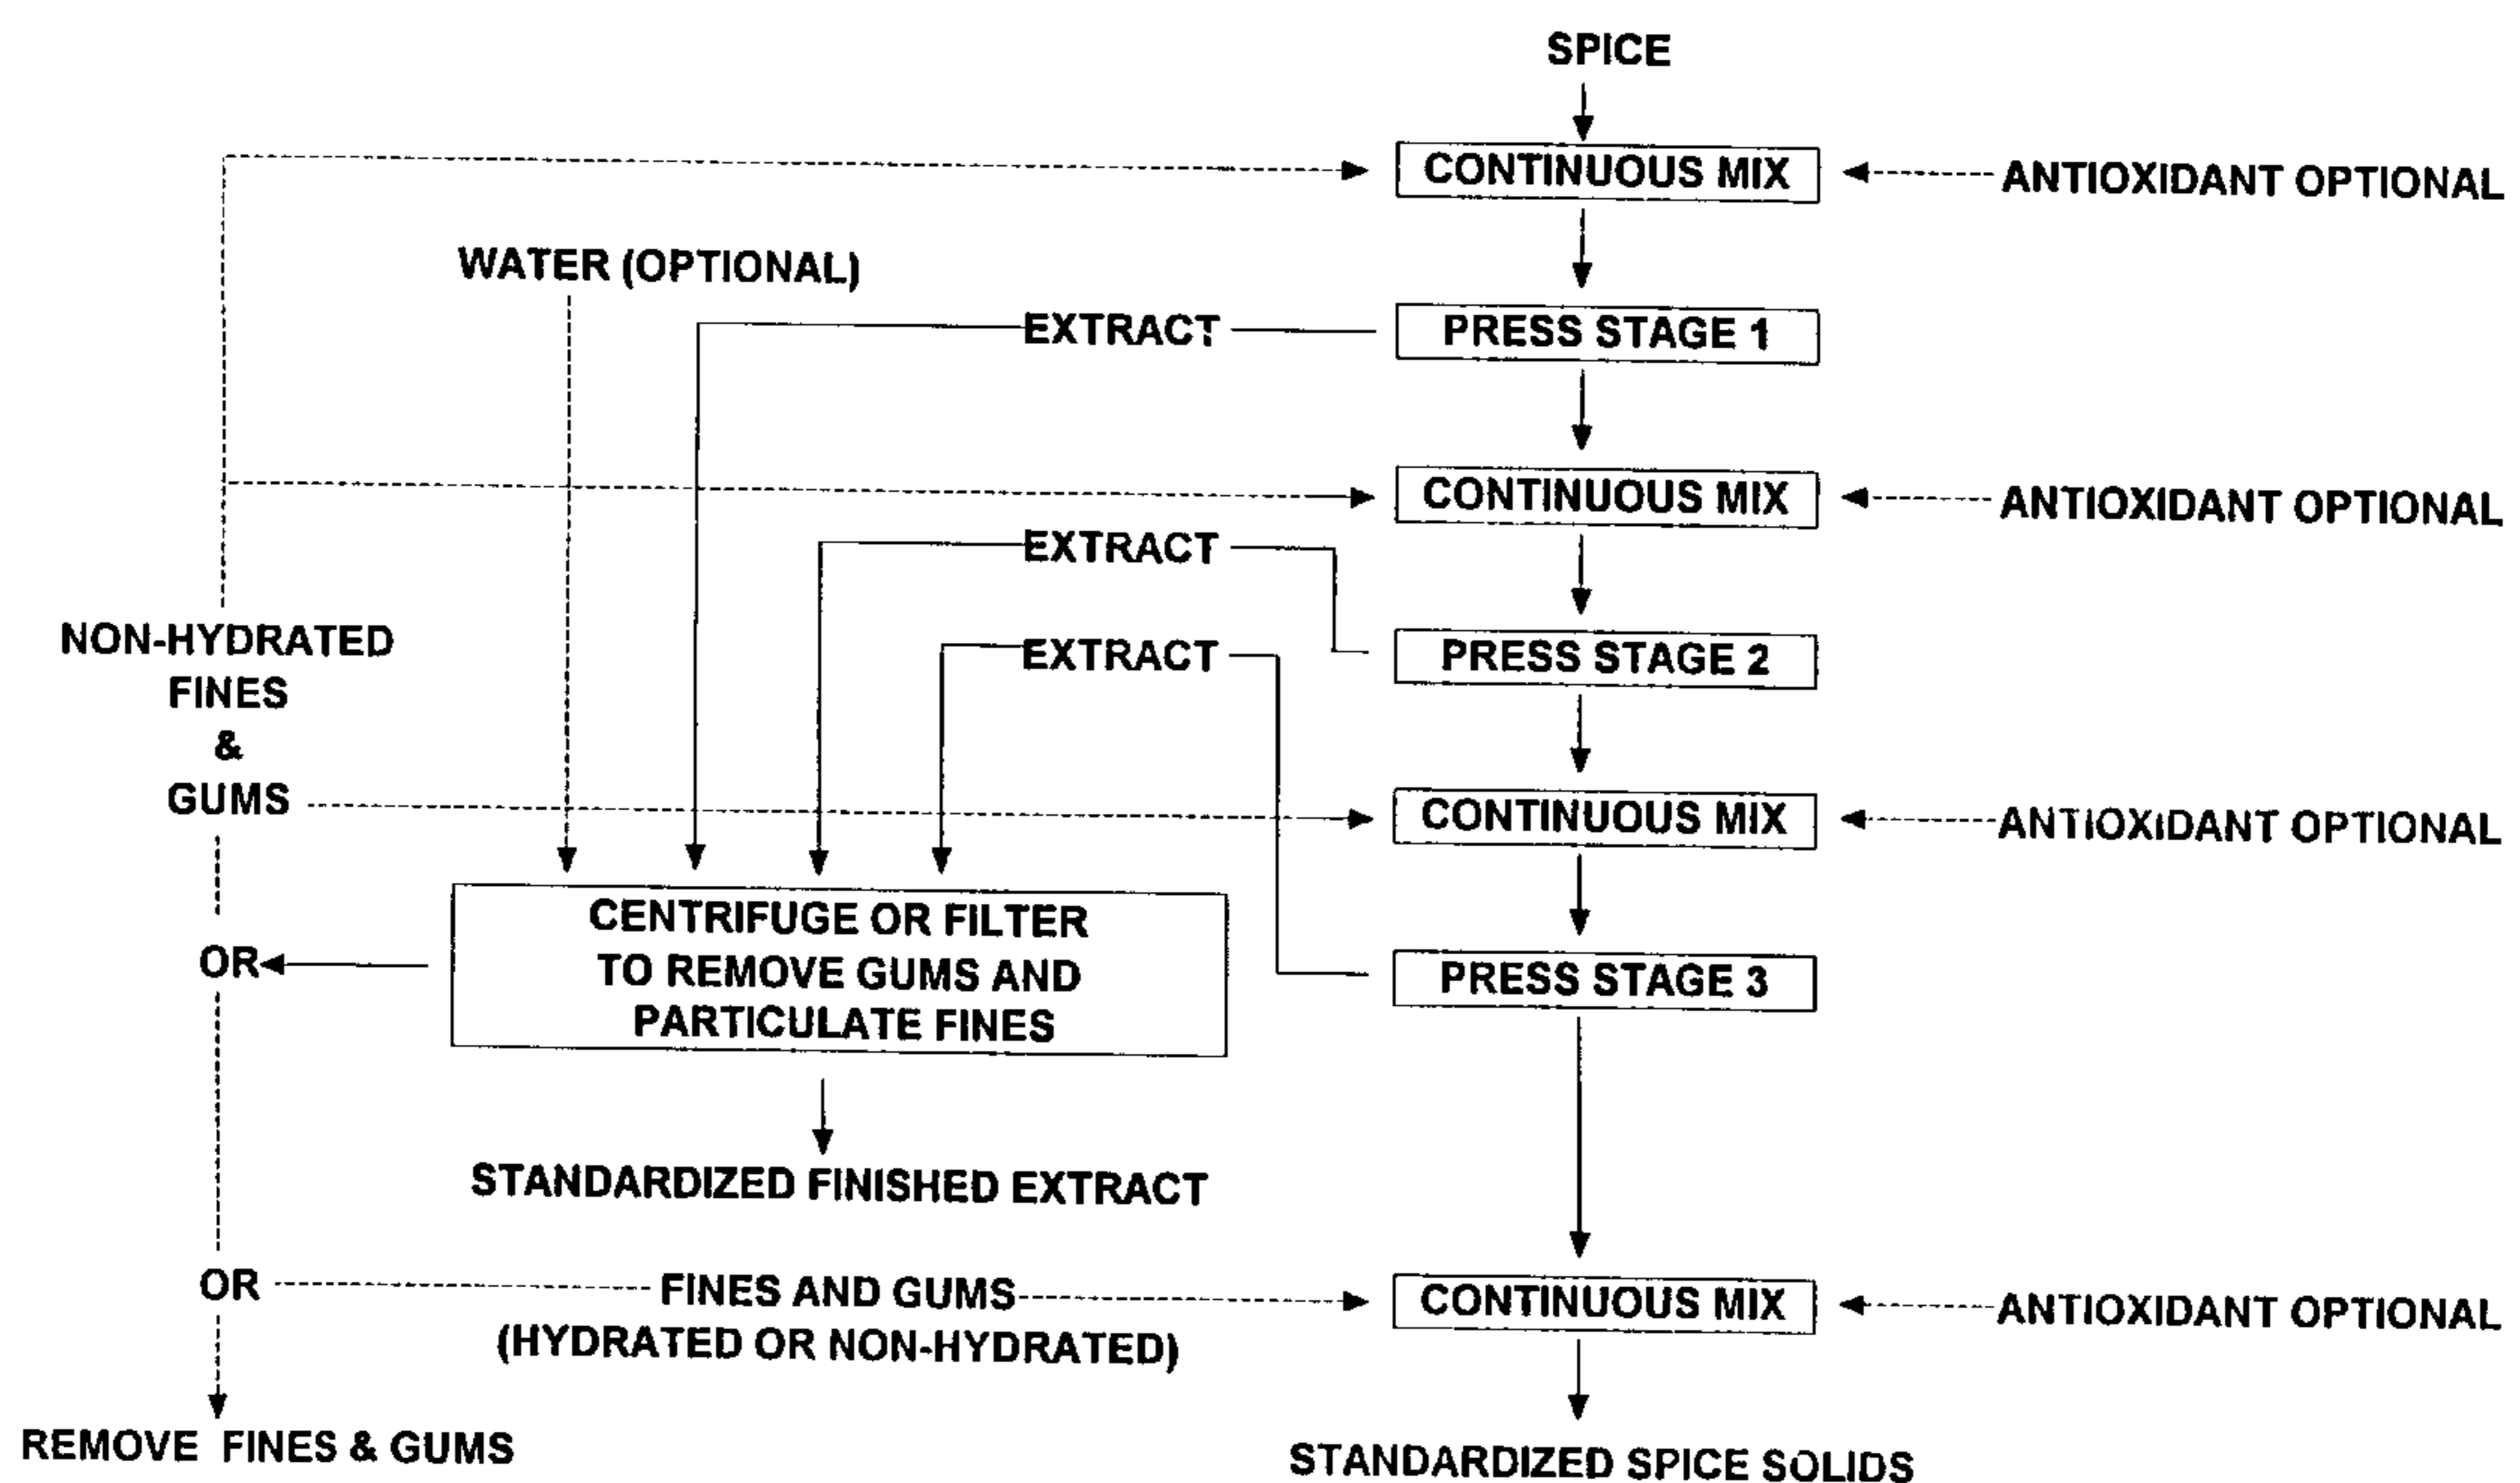 SPICE
CONTINUOUS MIX
ANTIOXIDANT OPTIONAL
WATER (OPTIONAL)
EXTRACT
PRESS STAGE 1
CONTINUOUS MIX
ANTIOXIDANT OPTIONAL
EXTRACT
NON-HYDRATED
FINES
&
GUMS
EXTRACT
PRESS STAGE 2
CONTINUOUS MIX
ANTIOXIDANT OPTIONAL
CENTRIFUGE OR FILTER
TO REMOVE GUMS AND
PARTICULATE FINES
OR
PRESS STAGE 3
STANDARDIZED FINISHED EXTRACT
OR
FINES AND GUMS
(HYDRATED OR NON-HYDRATED)
CONTINUOUS MIX
ANTIOXIDANT OPTIONAL
REMOVE FINES & GUMS
STANDARDIZED SPICE SOLIDS